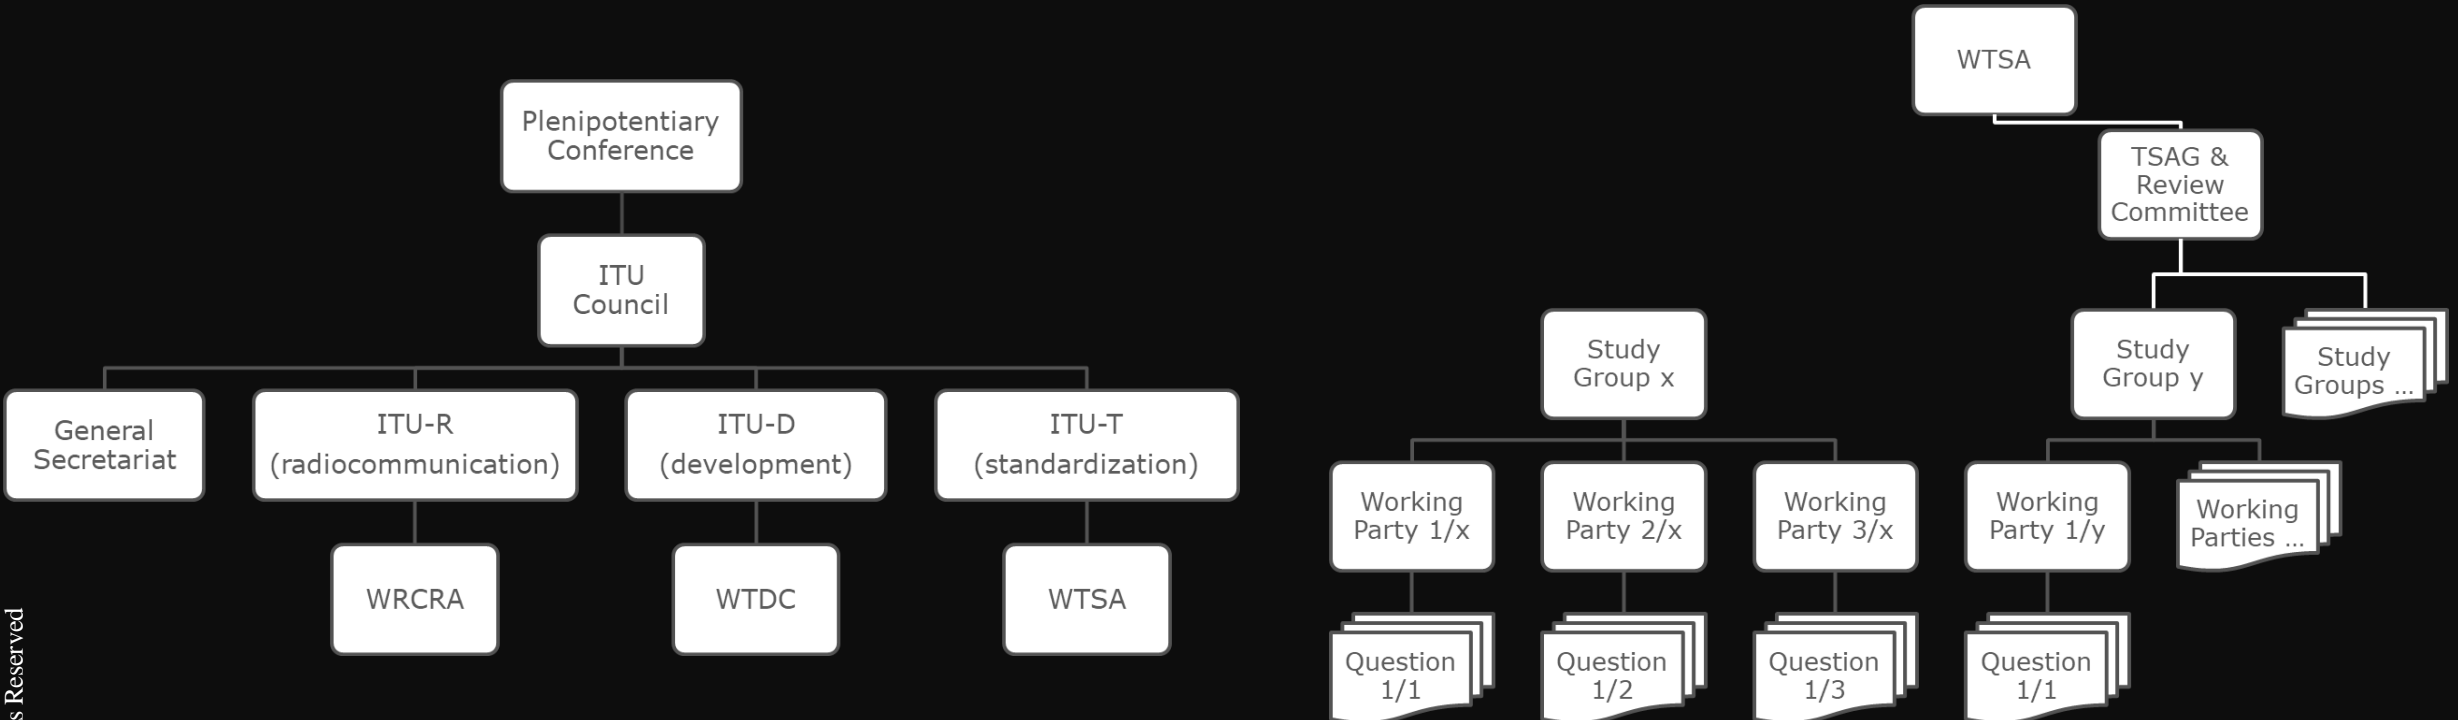 Plenipotentiary
Conference
ITU
Council
General
Secretariat
ITU-R
(radiocommunication)
ITU-D
(development)
ITU-T
(standardization)
WRCRA
WTDC
WTSA
WTSA
TSAG &
Review
Committee
Study
Group x
Study
Group y
Study
Groups ...
Working
Party 1/x
Working
Party 2/x
Working
Party 3/x
Working
Party 1/y
Working
Parties ...
Question
1/1
Question
1/2
Question
1/3
Question
1/1
s Reserved